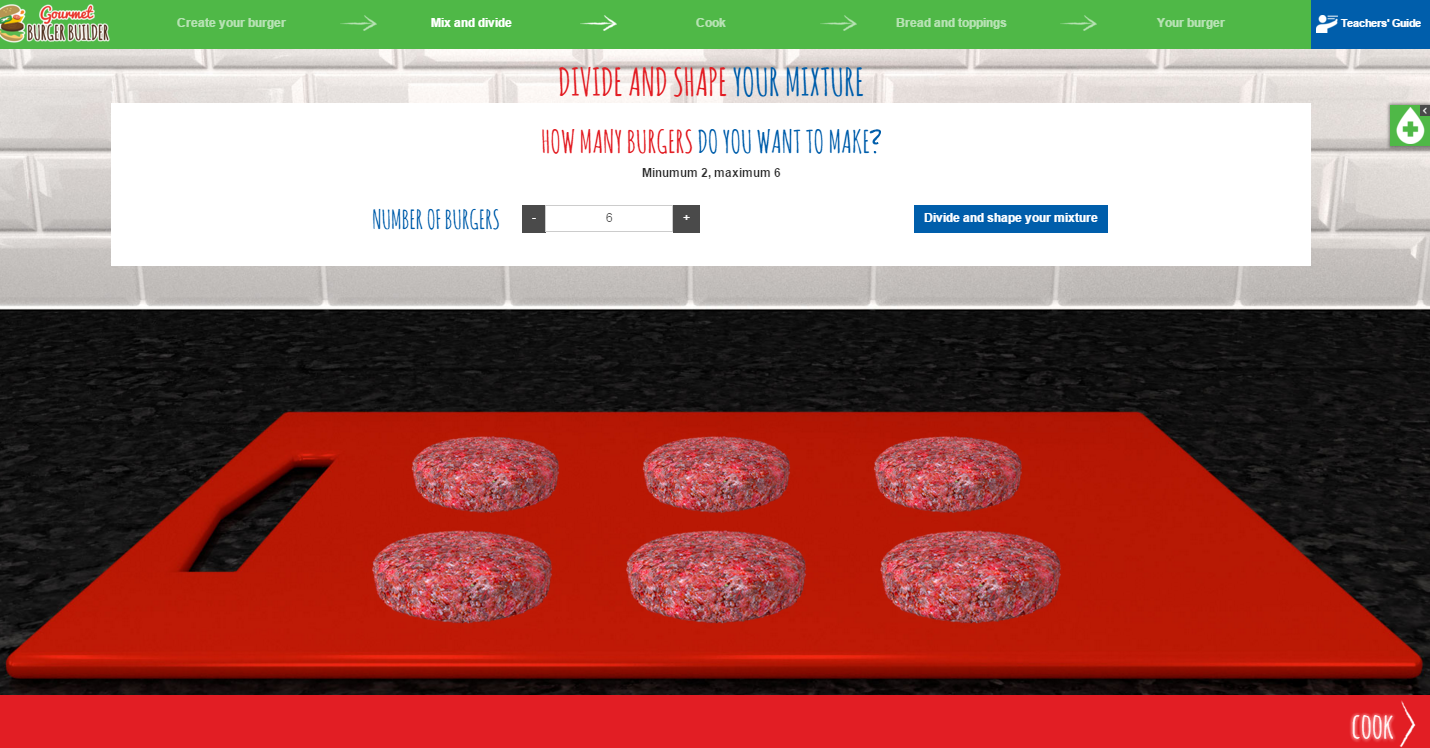 Gourmet
BURGER BUILDER
Create your burger
Mix and divide
Cook
Bread and toppings
Your burger
Teachers' Guide
DIVIDE AND SHAPE YOUR MIXTURE
HOW MANY BURGERS DO YOU WANT TO MAKE?
Minumum 2, maximum 6
NUMBER OF BURGERS - 6 + Divide and shape your mixture
COOK